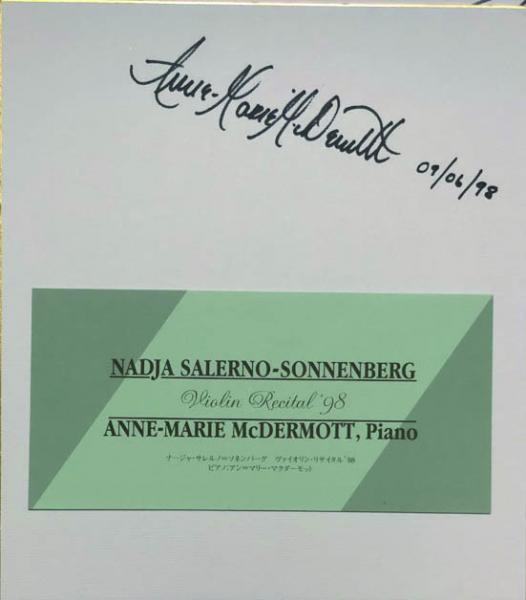 Anne-Marie McDermott
09/06/98
NADJA SALERNO-SONNENBERG
Violin Recital '98
ANNE-MARIE McDERMOTT, Piano
ナージャ・サレルノ＝ソネンバーグ ヴァイオリン・リサイタル'98
ピアノ:アン＝マリー・マクダーモット